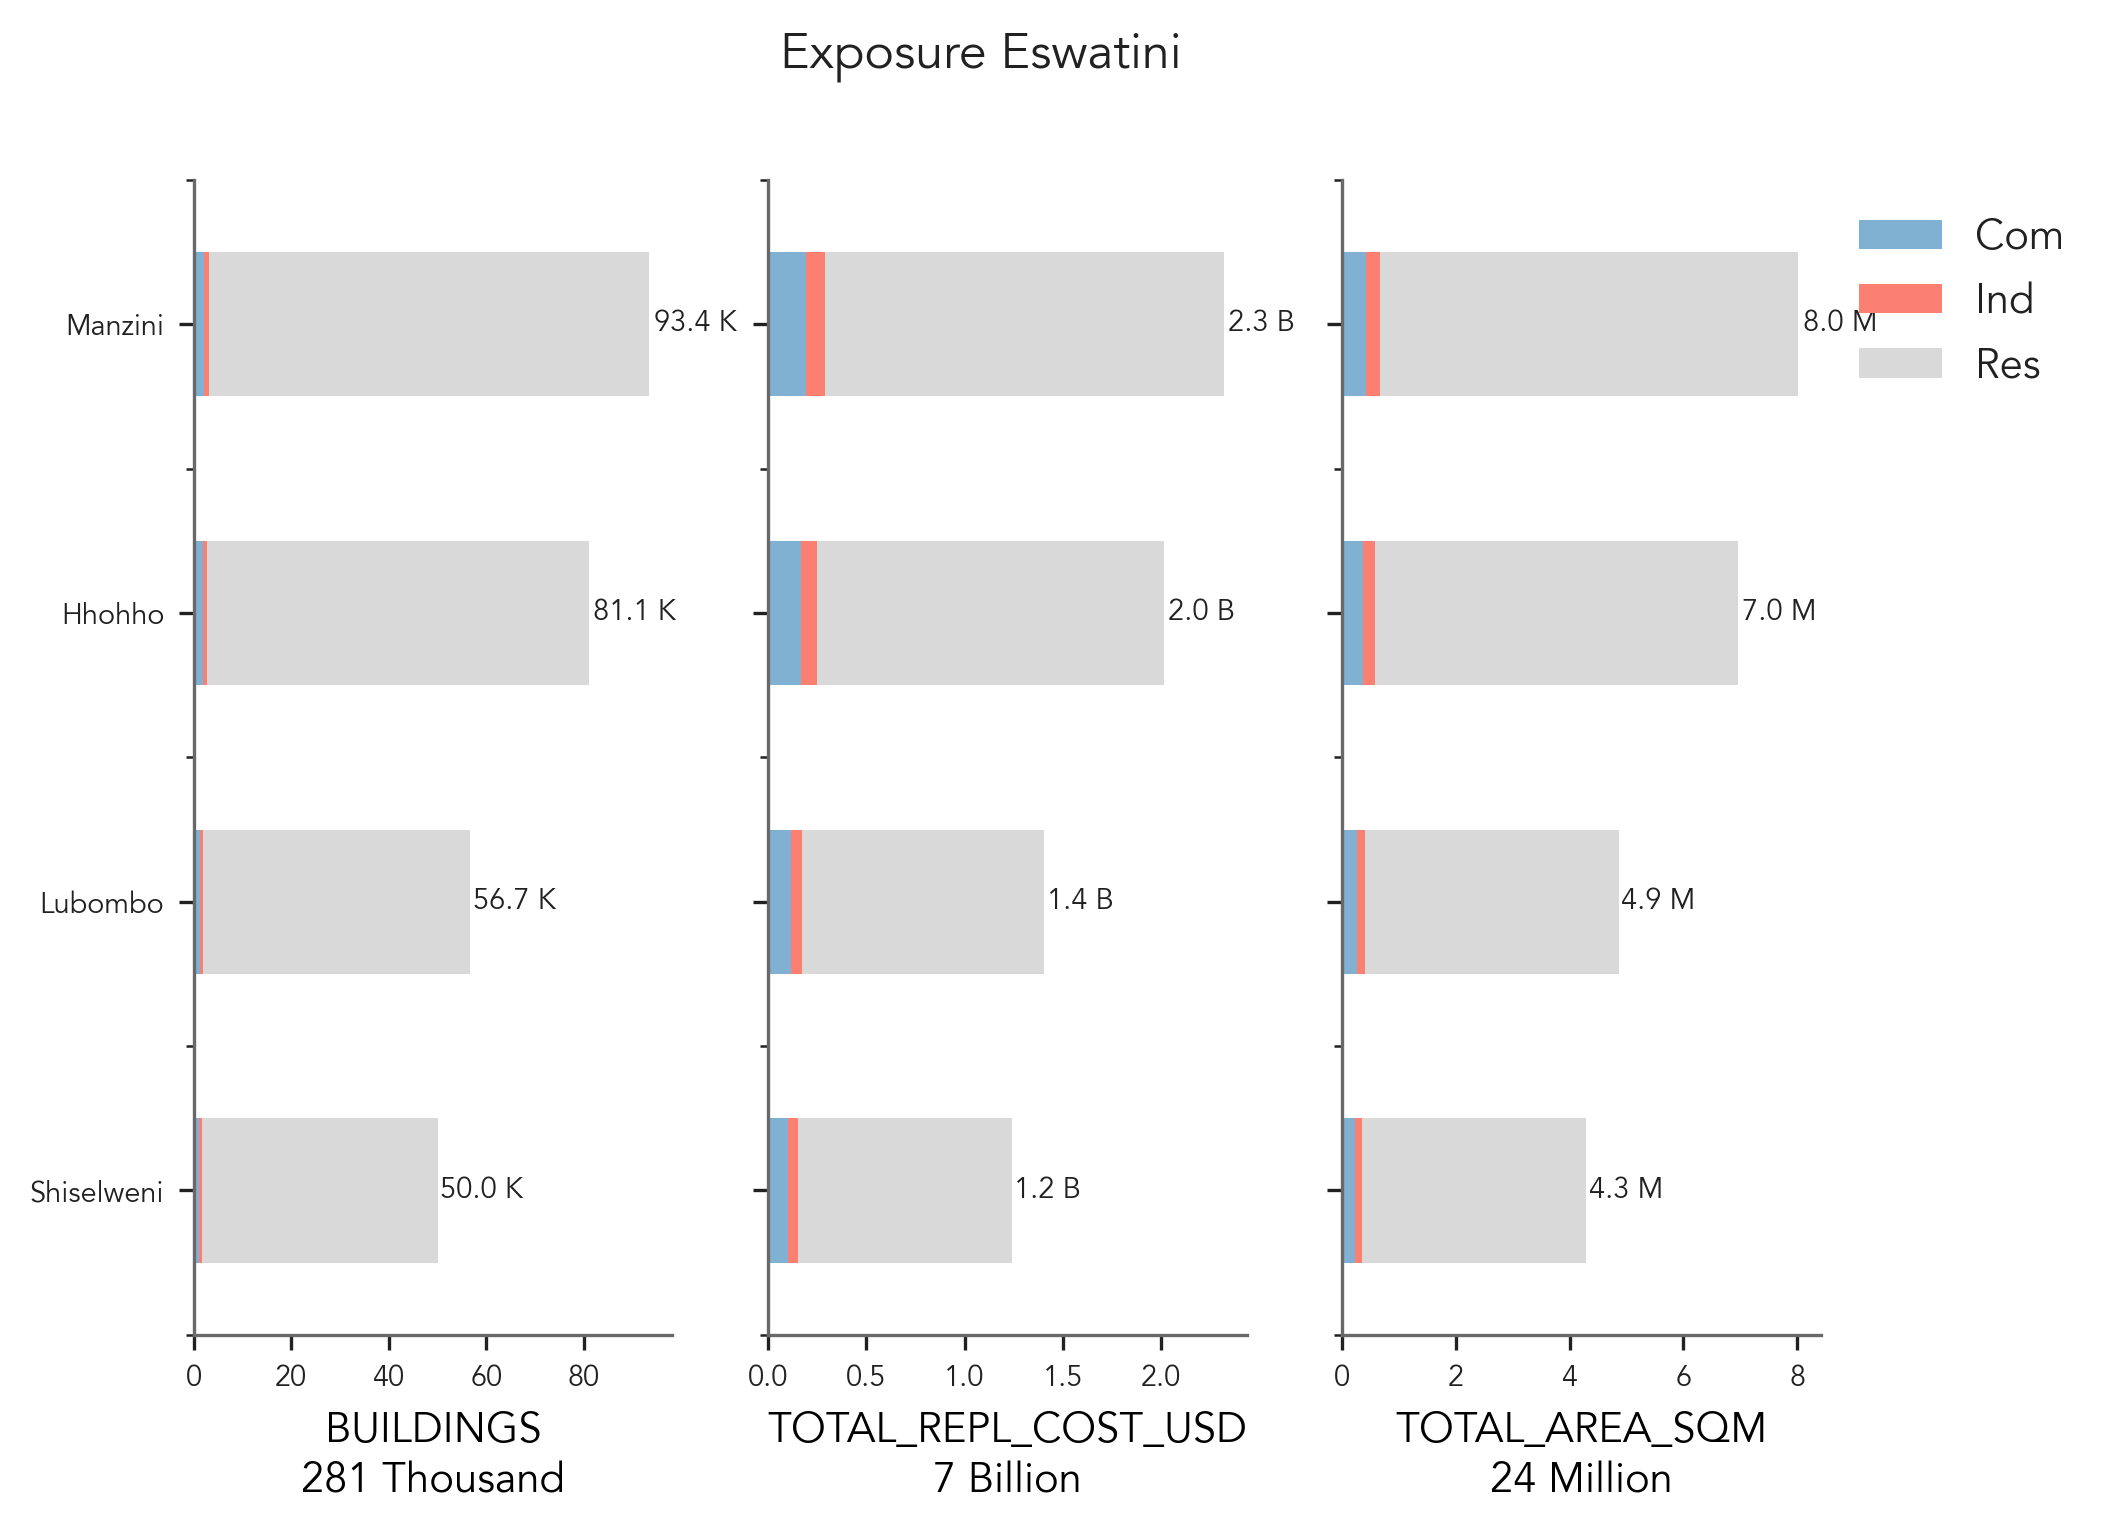 Exposure Eswatini
Manzini
Hhohho
Lubombo
Shiselweni
93.4 K
81.1 K
56.7 K
50.0 K
0 20 40 60 80
BUILDINGS
281 Thousand
2.3 B
2.0 B
1.4 B
1.2 B
0.0 0.5 1.0 1.5 2.0
TOTAL_REPL_COST_USD
7 Billion
8.0 M
7.0 M
4.9 M
4.3 M
0 2 4 6 8
TOTAL_AREA_SQM
24 Million
Com
Ind
Res